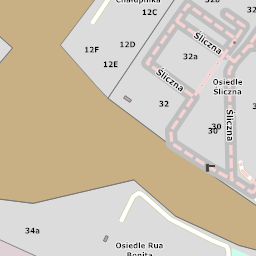 Chałupnika
12C
32b
12F
12D
12E
Śliczna
32a
Śliczna
Osiedle
Śliczna
32
Śliczna
30
30
34a
Osiedle Rua
Bonita